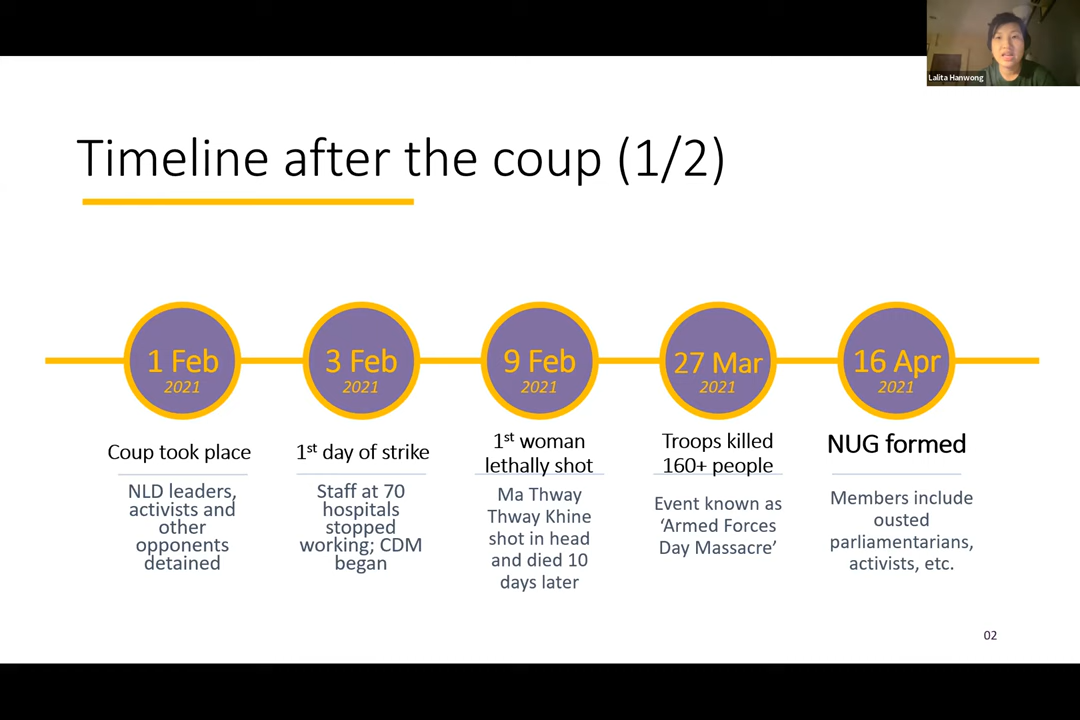 Lalita Hanwong
Timeline after the coup (1/2)
1 Feb
2021
3 Feb
2021
9 Feb
2021
27 Mar
2021
16 Apr
2021
Coup took place
NLD leaders,
activists and
other
opponents
detained
1st day of strike
Staff at 70
hospitals
stopped
working; CDM
began
1st woman
lethally shot
Ma Thway
Thway Khine
shot in head
and died 10
days later
Troops killed
160+ people
Event known as
‘Armed Forces
Day Massacre’
NUG formed
Members include
ousted
parliamentarians,
activists, etc.
02